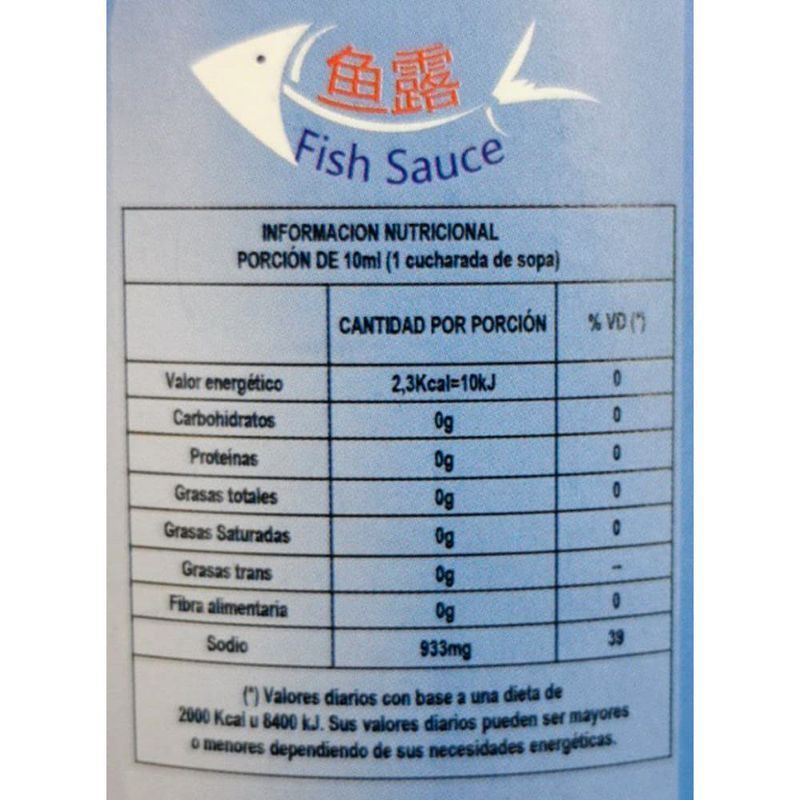 鱼露
Fish Sauce
INFORMACION NUTRICIONAL
PORCIÓN DE 10ml (1 cucharada de sopa)
CANTIDAD POR PORCIÓN % VD (*)
Valor energético 2,3Kcal=10kJ 0
Carbohidratos 0g 0
Proteínas 0g 0
Grasas totales 0g 0
Grasas Saturadas 0g 0
Grasas trans 0g --
Fibra alimentaria 0g 0
Sodio 933mg 39
(*) Valores diarios con base a una dieta de
2000 Kcal u 8400 kJ. Sus valores diarios pueden ser mayores
o menores dependiendo de sus necesidades energéticas.